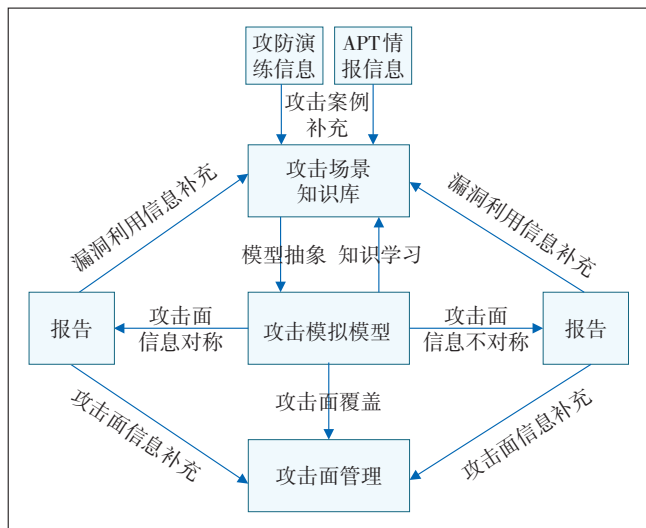 攻防演
练信息
APT情
报信息
攻击案例
补充
攻击场景
知识库
漏洞利用信息补充
漏洞利用信息补充
模型抽象
知识学习
报告
攻击面
信息对称
攻击模拟模型
攻击面
信息不对称
报告
攻击面覆盖
攻击面信息补充
攻击面信息补充
攻击面管理